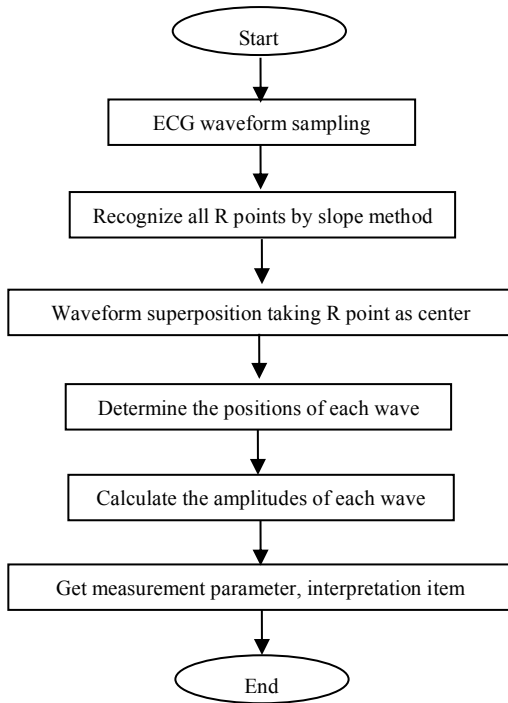 Start
ECG waveform sampling
Recognize all R points by slope method
Waveform superposition taking R point as center
Determine the positions of each wave
Calculate the amplitudes of each wave
Get measurement parameter, interpretation item
End